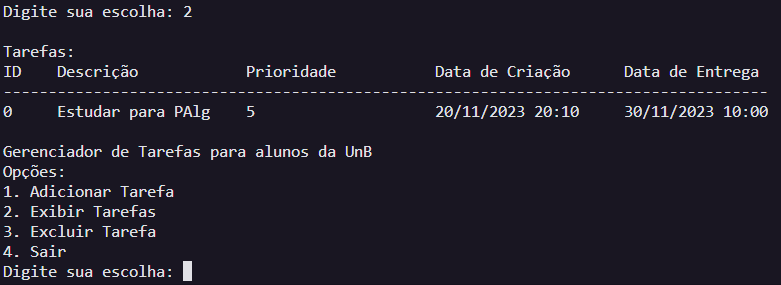 Digite sua escolha: 2
Tarefas:
ID Descrição Prioridade Data de Criação Data de Entrega
-------------------------------------------------------------------------------------
0 Estudar para PAlg 5 20/11/2023 20:10 30/11/2023 10:00
Gerenciador de Tarefas para alunos da UnB
Opções:
1. Adicionar Tarefa
2. Exibir Tarefas
3. Excluir Tarefa
4. Sair
Digite sua escolha: